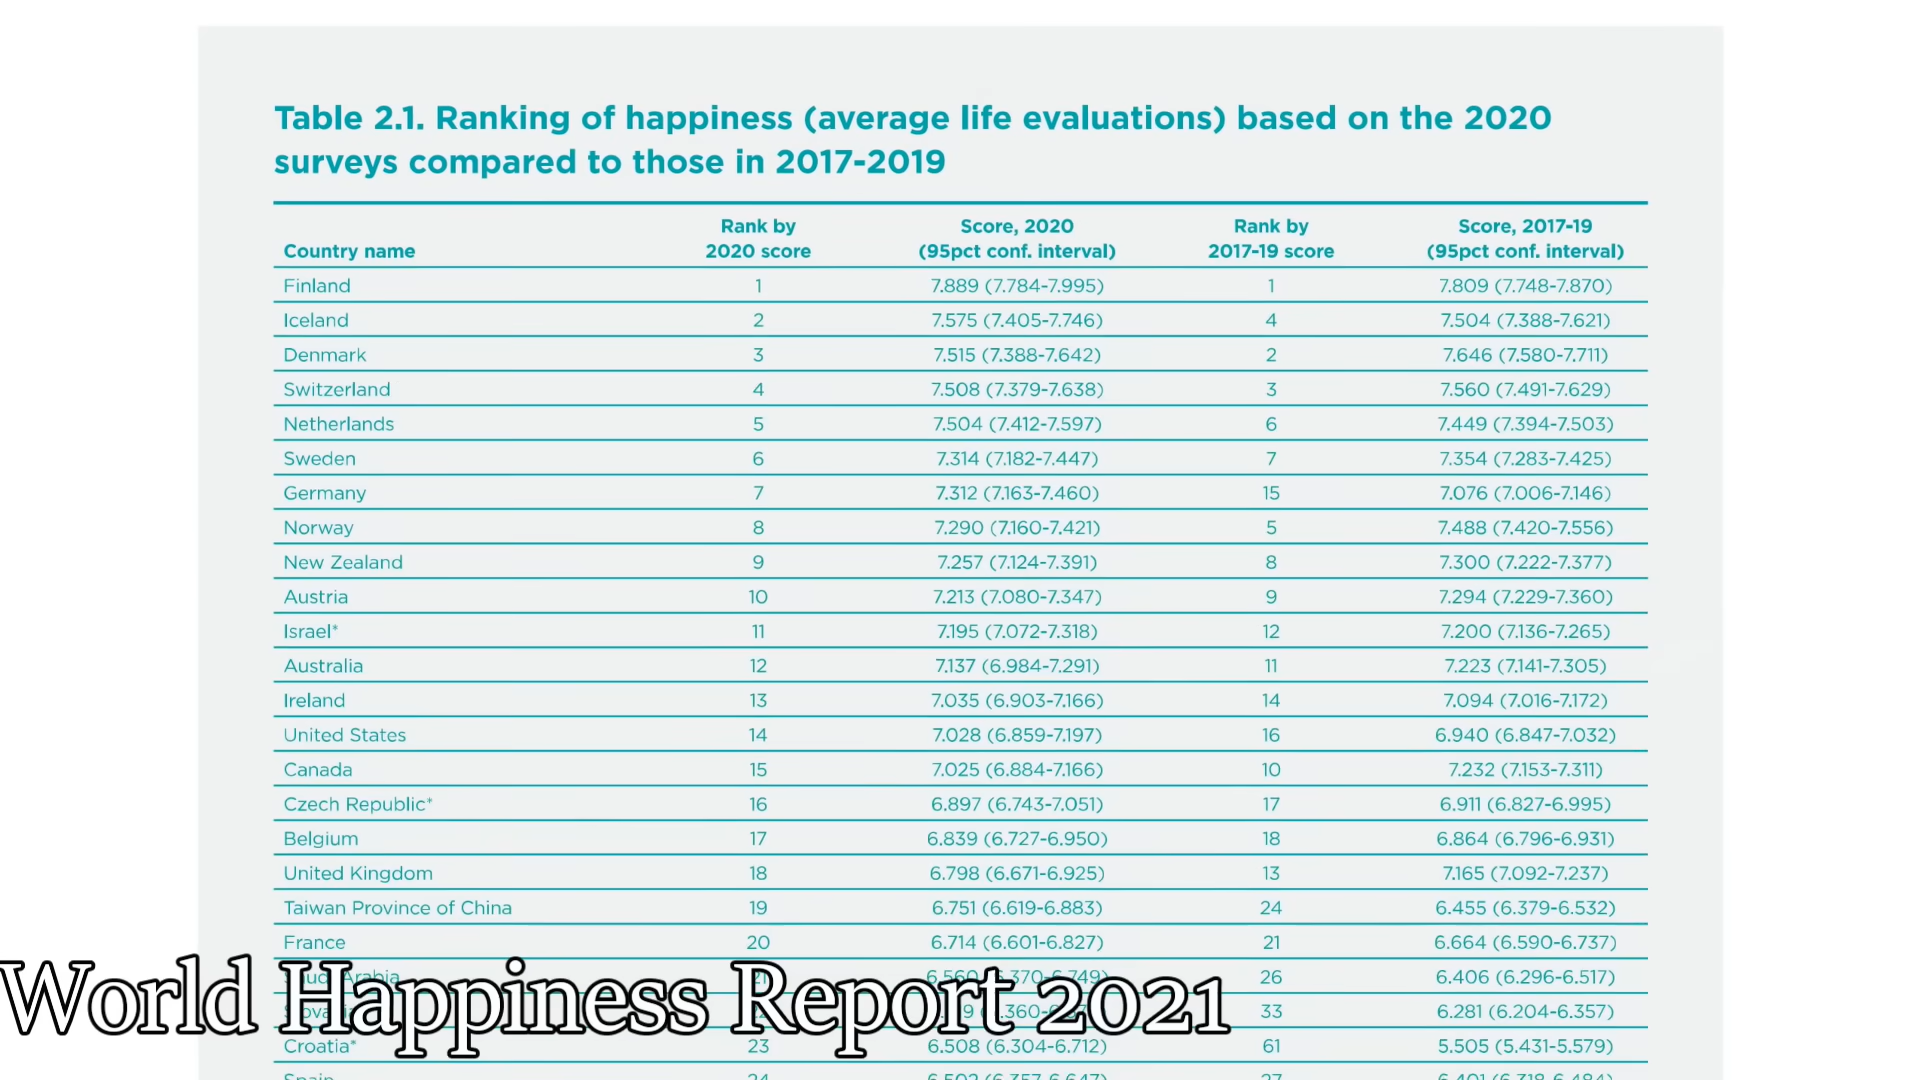 Table 2.1. Ranking of happiness (average life evaluations) based on the 2020
surveys compared to those in 2017-2019
Country name Rank by 2020 score Score, 2020 (95pct conf. interval) Rank by 2017-19 score Score, 2017-19 (95pct conf. interval)
Finland 1 7.889 (7.784-7.995) 1 7.809 (7.748-7.870)
Iceland 2 7.575 (7.405-7.746) 4 7.504 (7.388-7.621)
Denmark 3 7.515 (7.388-7.642) 2 7.646 (7.580-7.711)
Switzerland 4 7.508 (7.379-7.638) 3 7.560 (7.491-7.629)
Netherlands 5 7.504 (7.412-7.597) 6 7.449 (7.394-7.503)
Sweden 6 7.314 (7.182-7.447) 7 7.354 (7.283-7.425)
Germany 7 7.312 (7.163-7.460) 15 7.076 (7.006-7.146)
Norway 8 7.290 (7.160-7.421) 5 7.488 (7.420-7.556)
New Zealand 9 7.257 (7.124-7.391) 8 7.300 (7.222-7.377)
Austria 10 7.213 (7.080-7.347) 9 7.294 (7.229-7.360)
Israel* 11 7.195 (7.072-7.318) 12 7.200 (7.136-7.265)
Australia 12 7.137 (6.984-7.291) 11 7.223 (7.141-7.305)
Ireland 13 7.035 (6.903-7.166) 14 7.094 (7.016-7.172)
United States 14 7.028 (6.859-7.197) 16 6.940 (6.847-7.032)
Canada 15 7.025 (6.884-7.166) 10 7.232 (7.153-7.311)
Czech Republic* 16 6.897 (6.743-7.051) 17 6.911 (6.827-6.995)
Belgium 17 6.839 (6.727-6.950) 18 6.864 (6.796-6.931)
United Kingdom 18 6.798 (6.671-6.925) 13 7.165 (7.092-7.237)
Taiwan Province of China 19 6.751 (6.619-6.883) 24 6.455 (6.379-6.532)
France 20 6.714 (6.601-6.827) 21 6.664 (6.590-6.737)
Arabia 26 6.406 (6.296-6.517)
World Happiness Report 2021
33 6.281 (6.204-6.357)
Croatia* 23 6.508 (6.304-6.712) 61 5.505 (5.431-5.579)